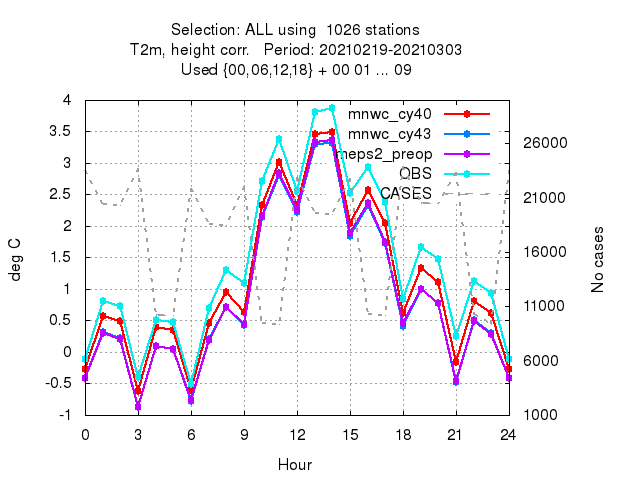 Selection: ALL using  1026 stations
T2m, height corr.   Period: 20210219-20210303
Used {00,06,12,18} + 00 01 ... 09
mnwc_cy40
mnwc_cy43
meps2_preop
OBS
CASES
4
3.5
3
2.5
2
1.5
1
0.5
0
-0.5
-1
deg C
26000
21000
16000
11000
6000
1000
No cases
0 3 6 9 12 15 18 21 24
Hour